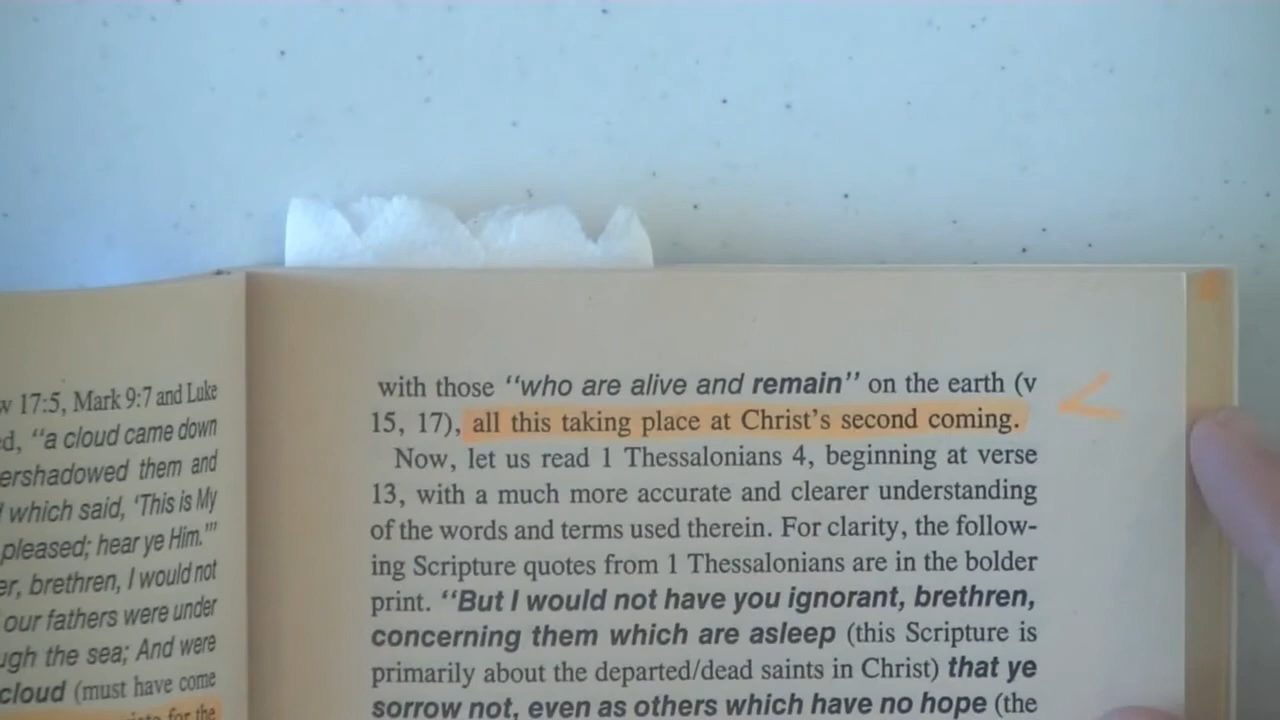 w 17:5, Mark 9:7 and Luke
ed, "a cloud came down
ershadowed them and
which said, 'This is My
pleased; hear ye Him.'"
er, brethren, I would not
our fathers were under
ugh the sea; And were
cloud (must have come
for the
with those "who are alive and remain" on the earth (v
15, 17), all this taking place at Christ's second coming.
Now, let us read 1 Thessalonians 4, beginning at verse
13, with a much more accurate and clearer understanding
of the words and terms used therein. For clarity, the follow-
ing Scripture quotes from 1 Thessalonians are in the bolder
print. "But I would not have you ignorant, brethren,
concerning them which are asleep (this Scripture is
primarily about the departed/dead saints in Christ) that ye
sorrow not, even as others which have no hope (the